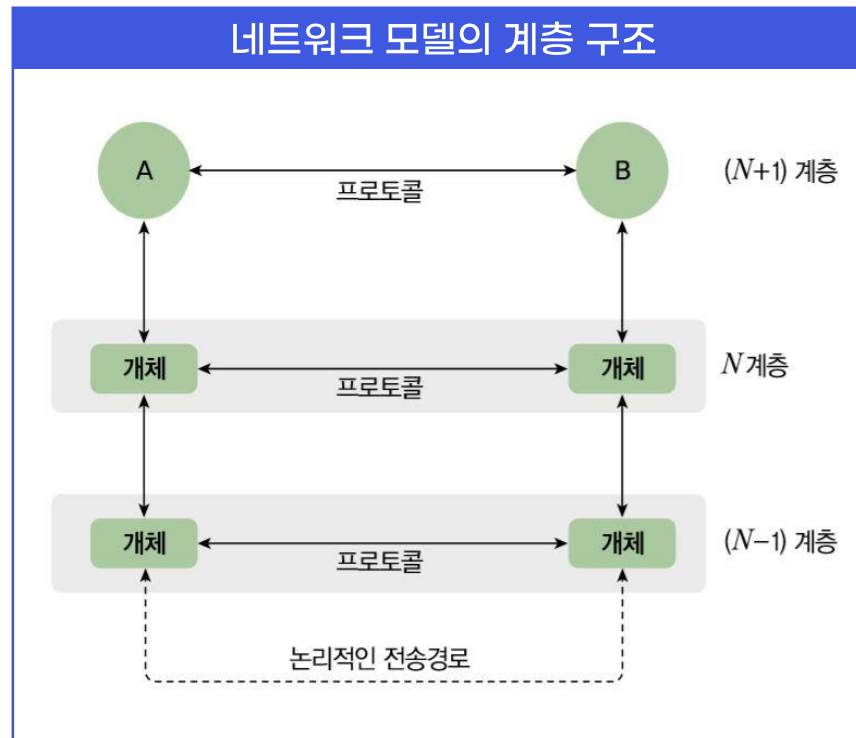 네트워크 모델의 계층 구조
A
B
(N+1) 계층
프로토콜
개체
개체
N 계층
프로토콜
개체
개체
(N-1) 계층
프로토콜
논리적인 전송경로